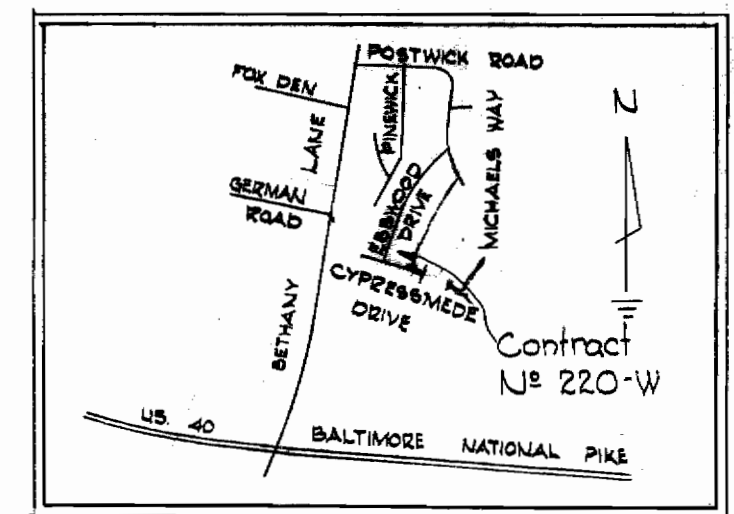 POSTWICK ROAD
FOX DEN
LANE
PINEWICK
N
MICHAELS WAY
GERMAN
ROAD
EBBWOOD
DRIVE
CYPRESSMEDE
DRIVE
BETHANY
Contract
Nº 220-W
U.S. 40
BALTIMORE NATIONAL PIKE